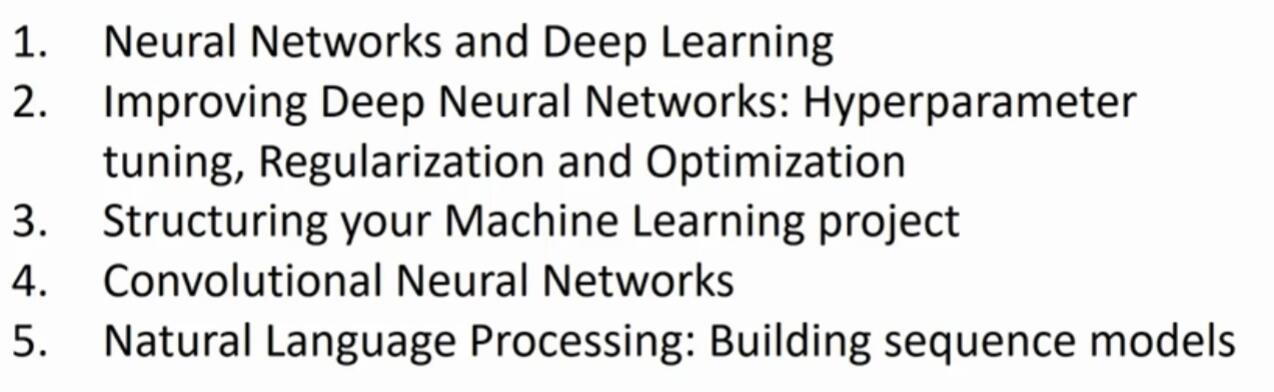 1. Neural Networks and Deep Learning
2. Improving Deep Neural Networks: Hyperparameter
tuning, Regularization and Optimization
3. Structuring your Machine Learning project
4. Convolutional Neural Networks
5. Natural Language Processing: Building sequence models